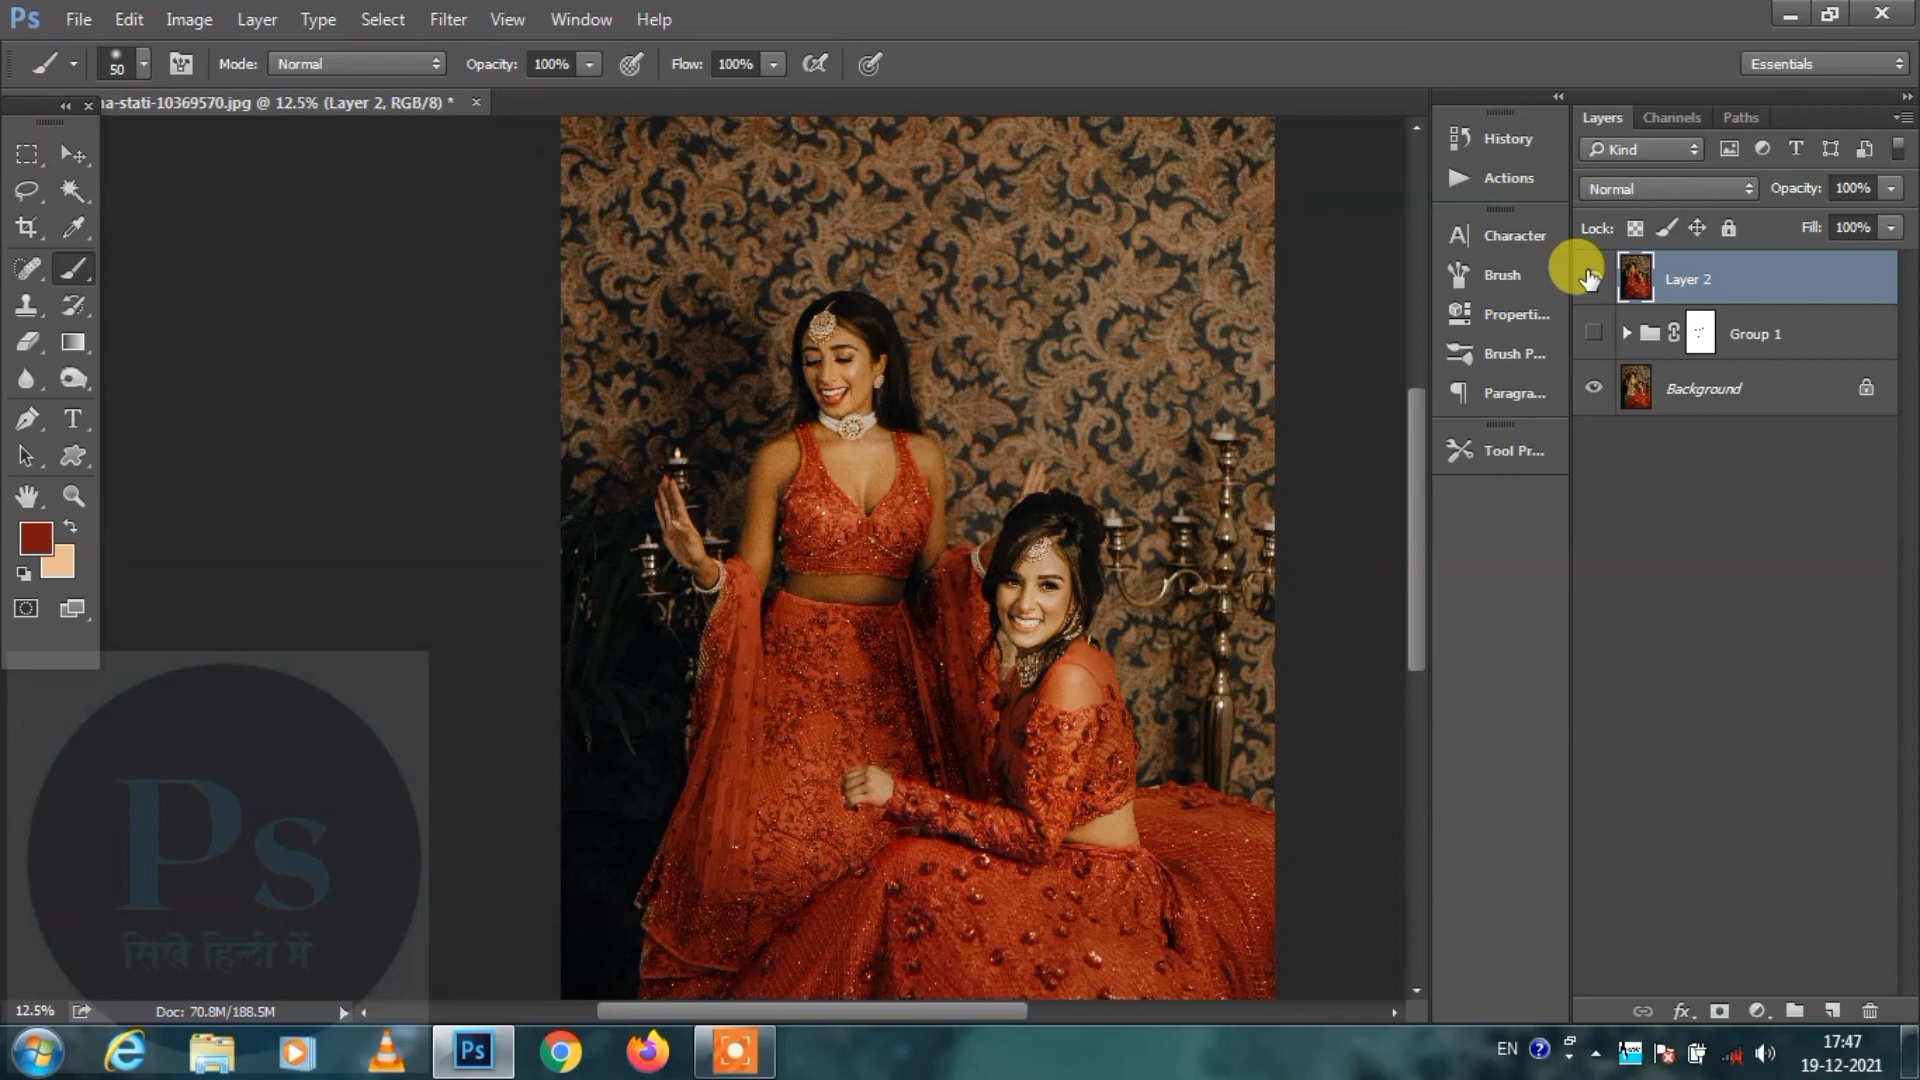 Ps File Edit Image Layer Type Select Filter View Window Help
50 Mode: Normal Opacity: 100% Flow: 100% Essentials
na-stati-10369570.jpg @ 12.5% (Layer 2, RGB/8) *
History
Actions
Character
Brush
Properti...
Brush P...
Paragra...
Tool Pr...
Layers Channels Paths
Kind
Normal Opacity: 100%
Lock: Fill: 100%
Layer 2
Group 1
Background
Ps
सिखे हिन्दी में
12.5% Doc: 70.8M/188.5M
Ps EN 17:47
19-12-2021